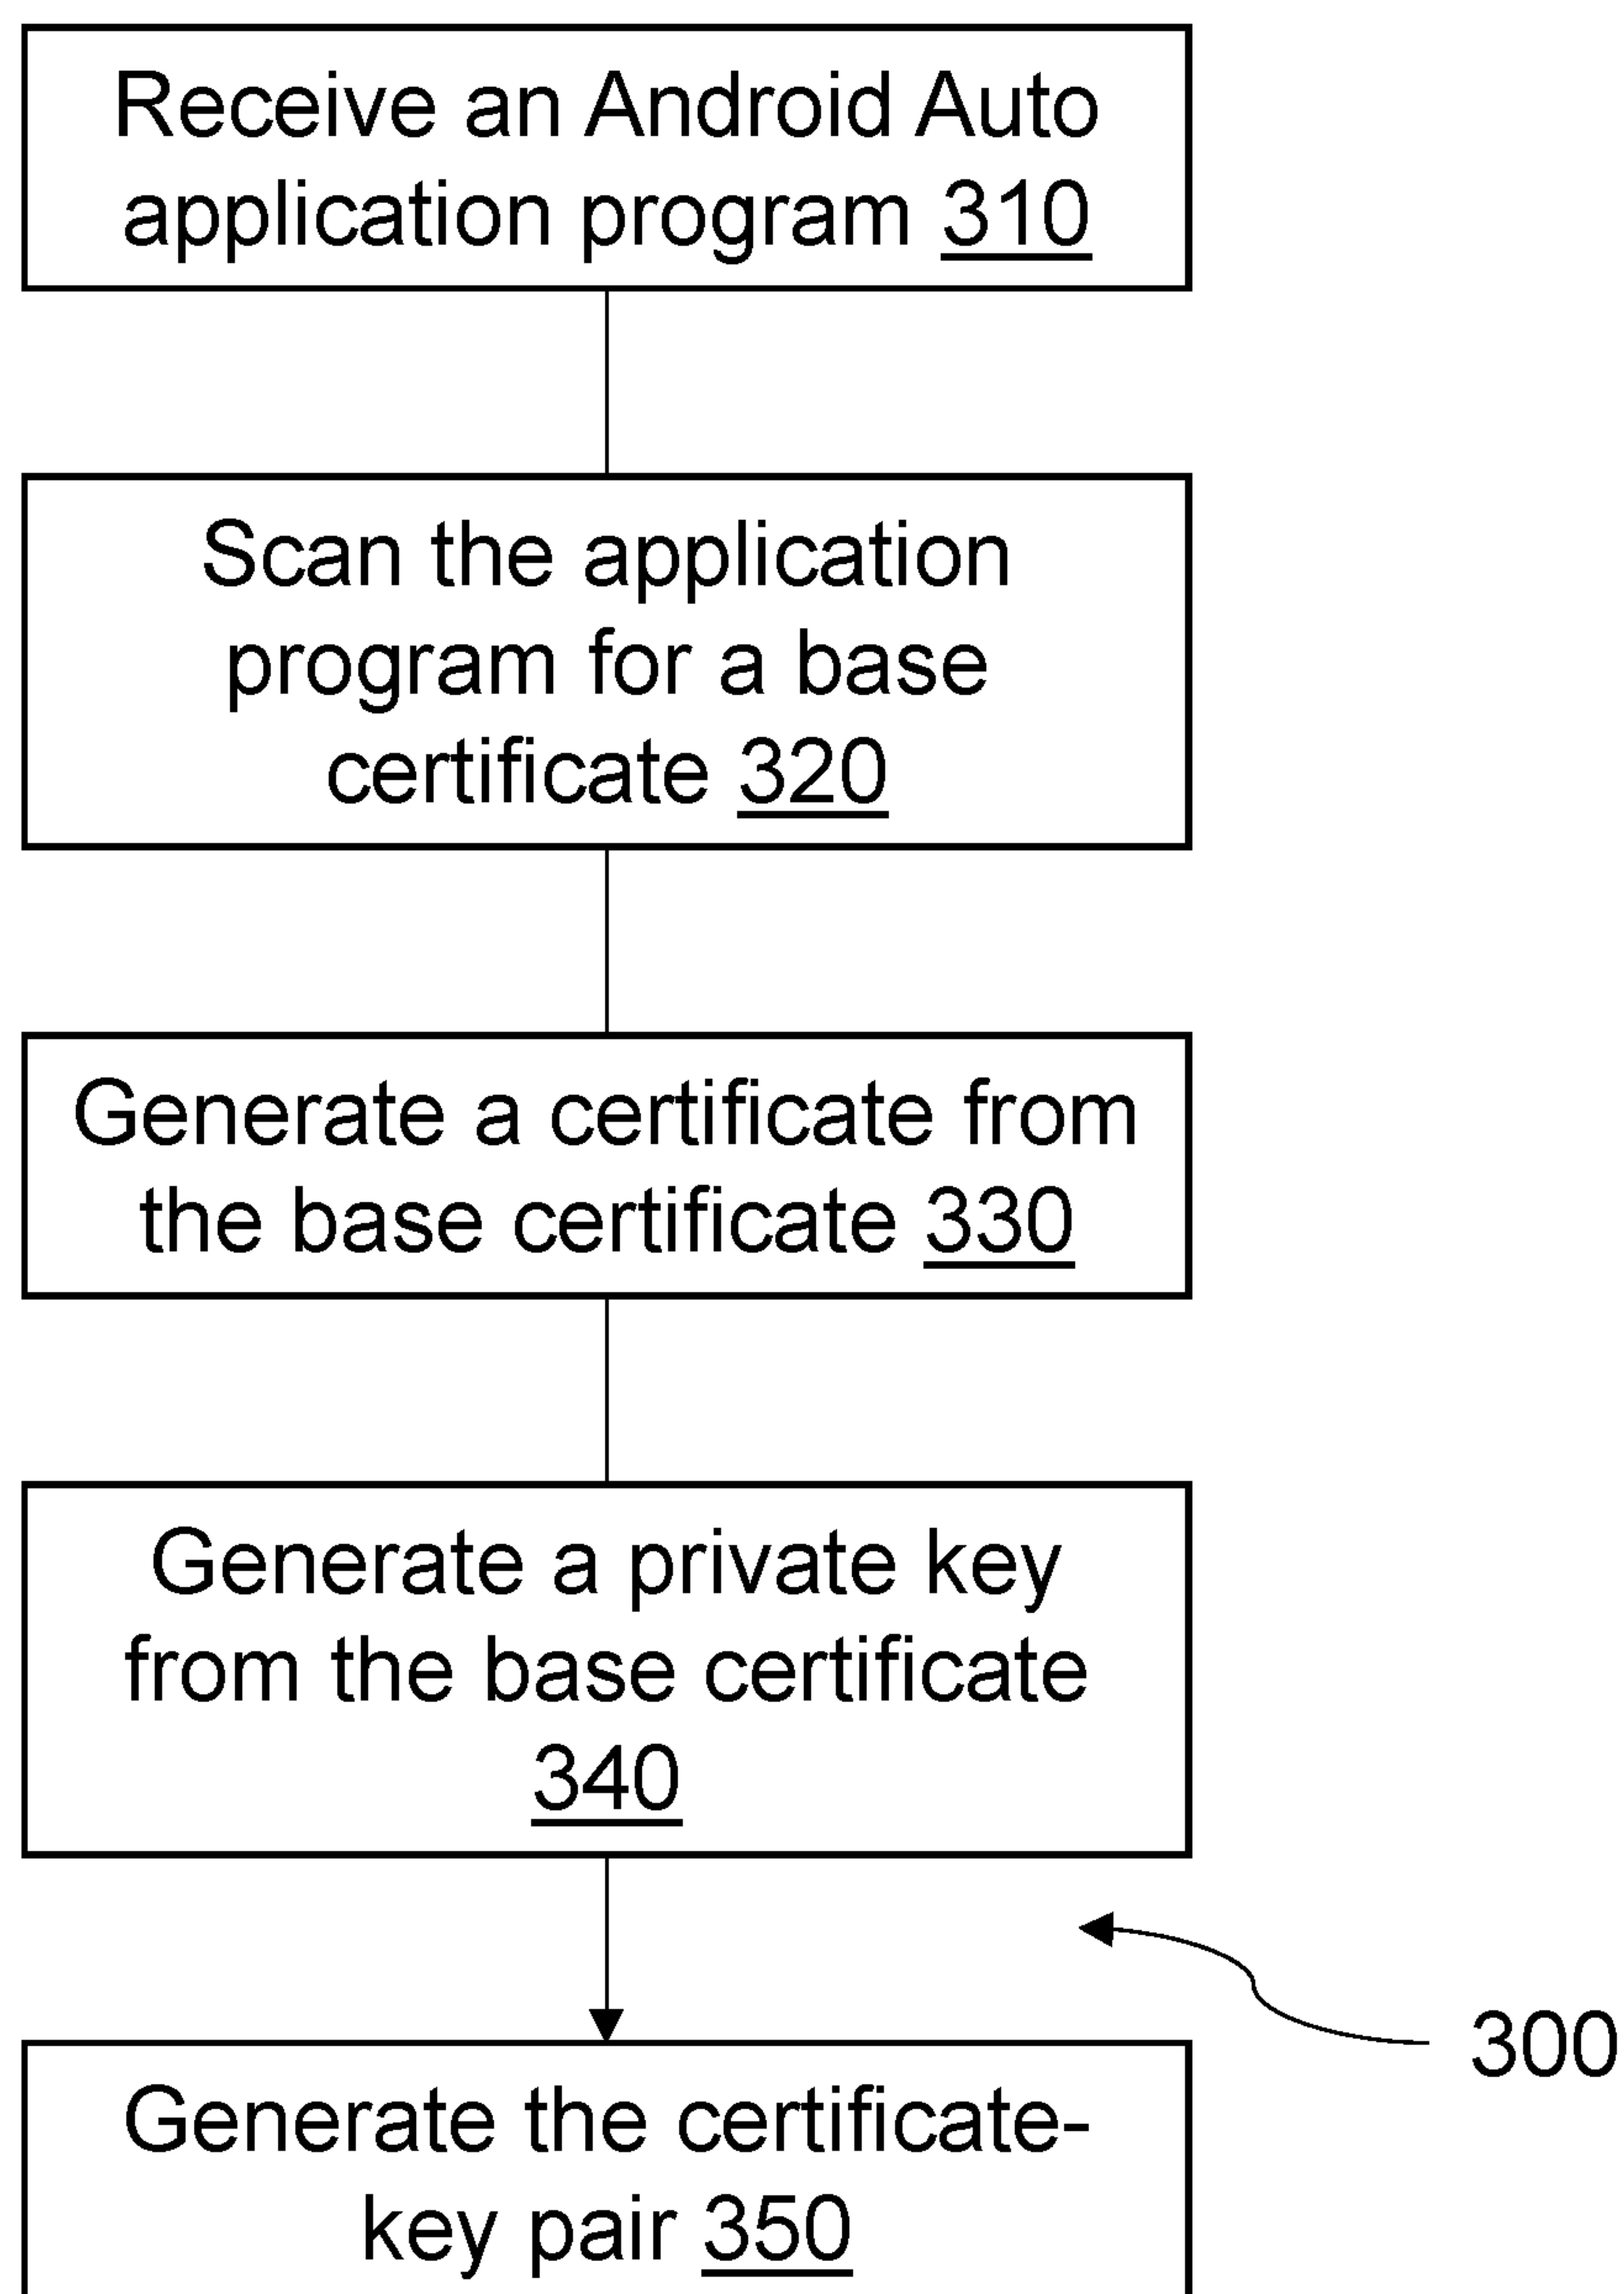 Receive an Android Auto
application program 310
Scan the application
program for a base
certificate 320
Generate a certificate from
the base certificate 330
Generate a private key
from the base certificate
340
300
Generate the certificate-
key pair 350